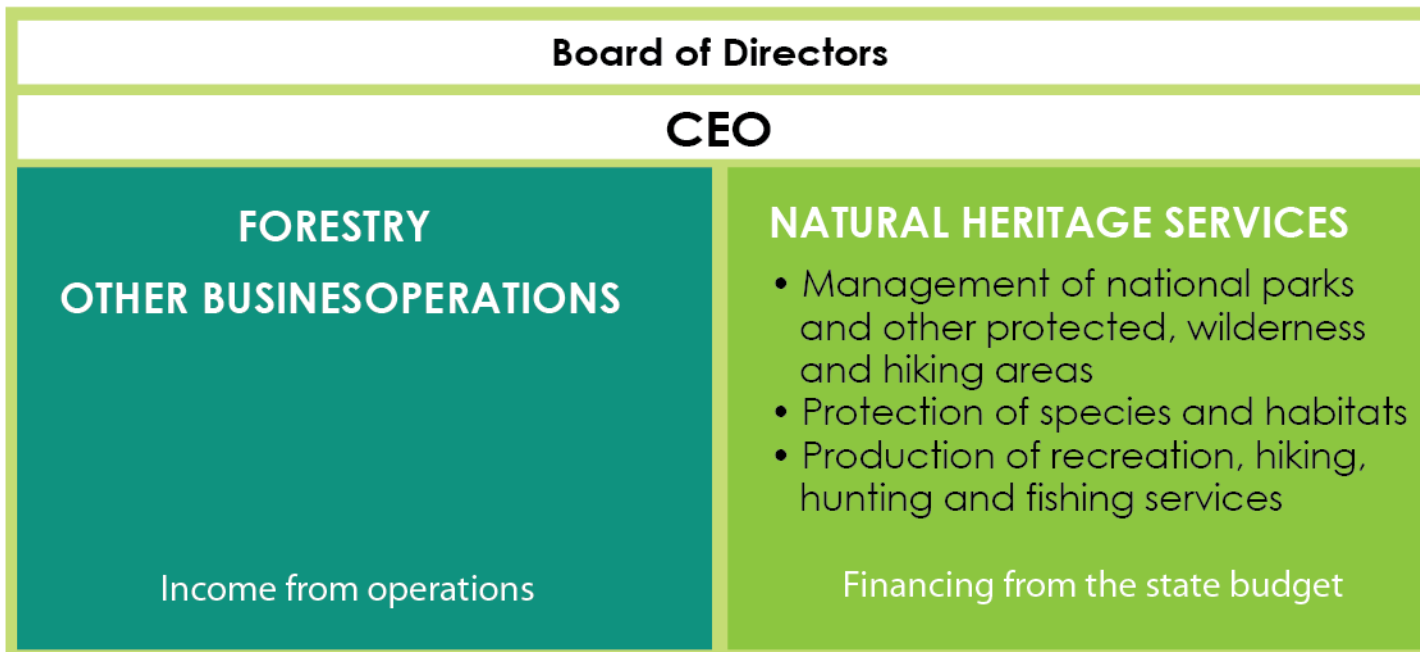 Board of Directors
CEO
FORESTRY
OTHER BUSINESOPERATIONS
Income from operations
NATURAL HERITAGE SERVICES
• Management of national parks
and other protected, wilderness
and hiking areas
• Protection of species and habitats
• Production of recreation, hiking,
hunting and fishing services
Financing from the state budget